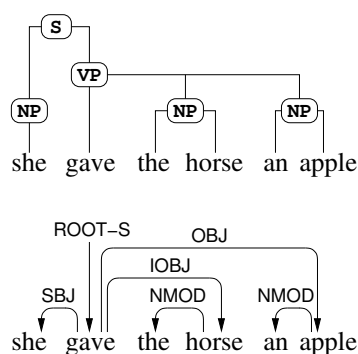 S
VP
NP NP NP
she gave the horse an apple
ROOT–S OBJ
IOBJ
SBJ NMOD NMOD
she gave the horse an apple